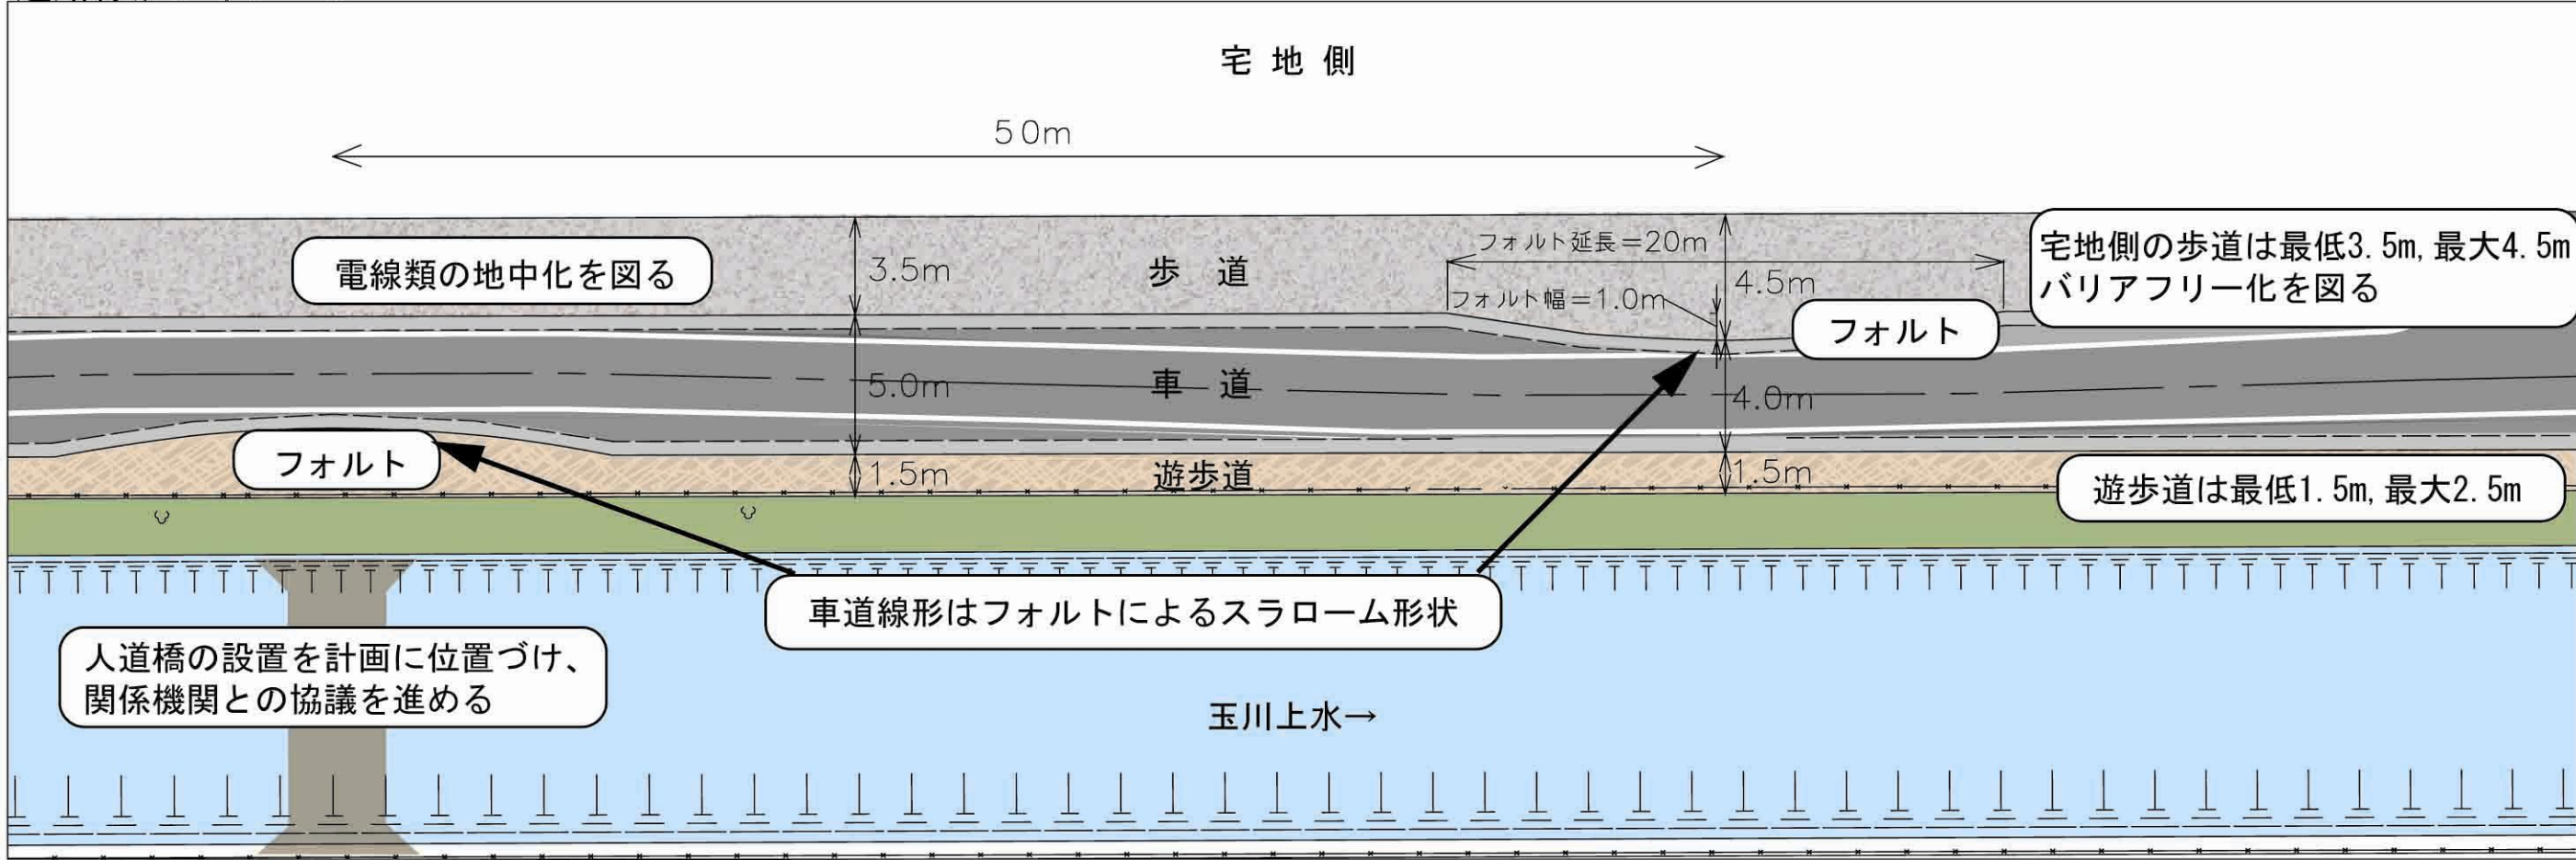 宅地側
50m
電線類の地中化を図る
3.5m
歩 道
フォルト延長=20m
フォルト幅=1.0m
4.5m
フォルト
宅地側の歩道は最低3.5m,最大4.5m
バリアフリー化を図る
5.0m
車 道
4.0m
フォルト
1.5m
遊歩道
1.5m
遊歩道は最低1.5m,最大2.5m
車道線形はフォルトによるスラローム形状
人道橋の設置を計画に位置づけ、
関係機関との協議を進める
玉川上水→